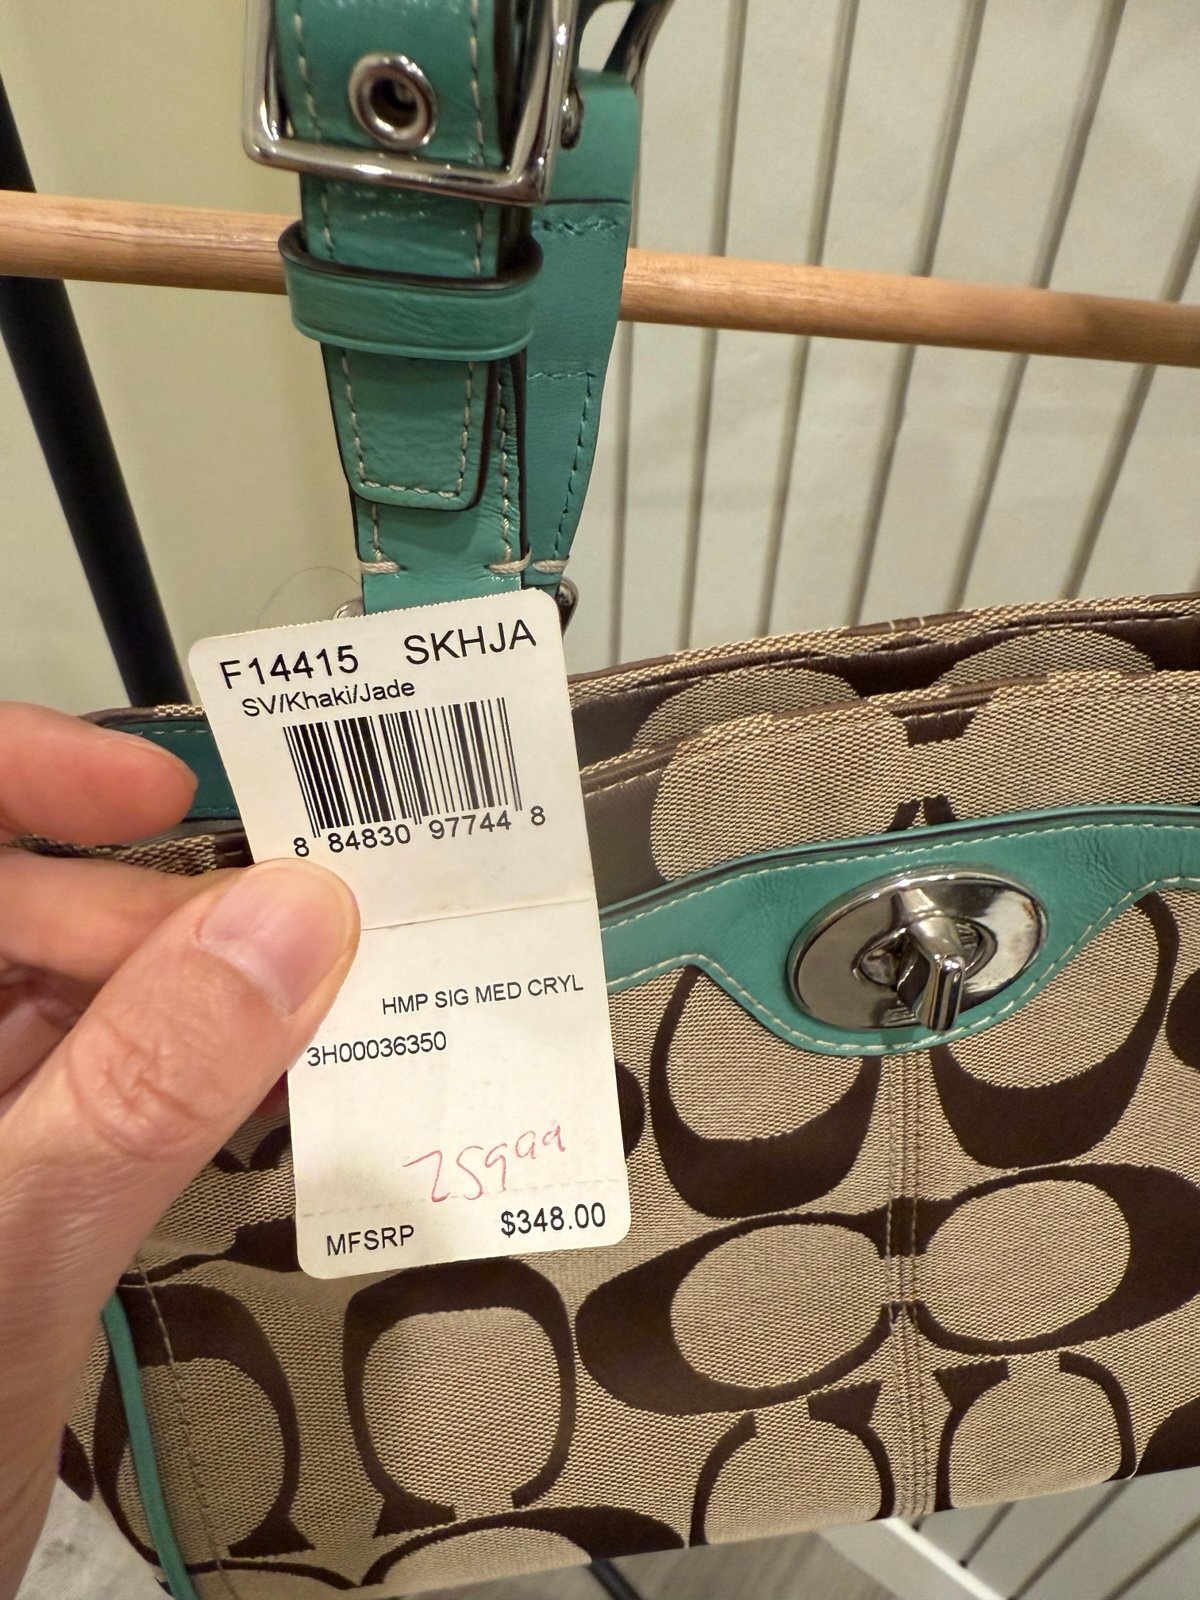 F14415 SKHJA
SV/Khaki/Jade
8 84830 97744 8
HMP SIG MED CRYL
3H00036350
25999
MFSRP $348.00